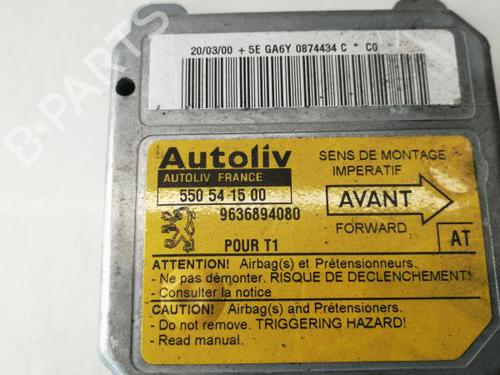 20/03/00 + 5E GA6Y 0874434 C * C0
B-PARTS
Autoliv
AUTOLIV FRANCE
550 54 15 00
9636894080
POUR T1
SENS DE MONTAGE
IMPERATIF
AVANT
FORWARD
AT
ATTENTION! Airbag(s) et Prétensionneurs.
- Ne pas démonter. RISQUE DE DECLENCHEMENT!
- Consulter la notice
CAUTION! Airbag(s) and Prétensioners.
- Do not remove. TRIGGERING HAZARD!
- Read manual.